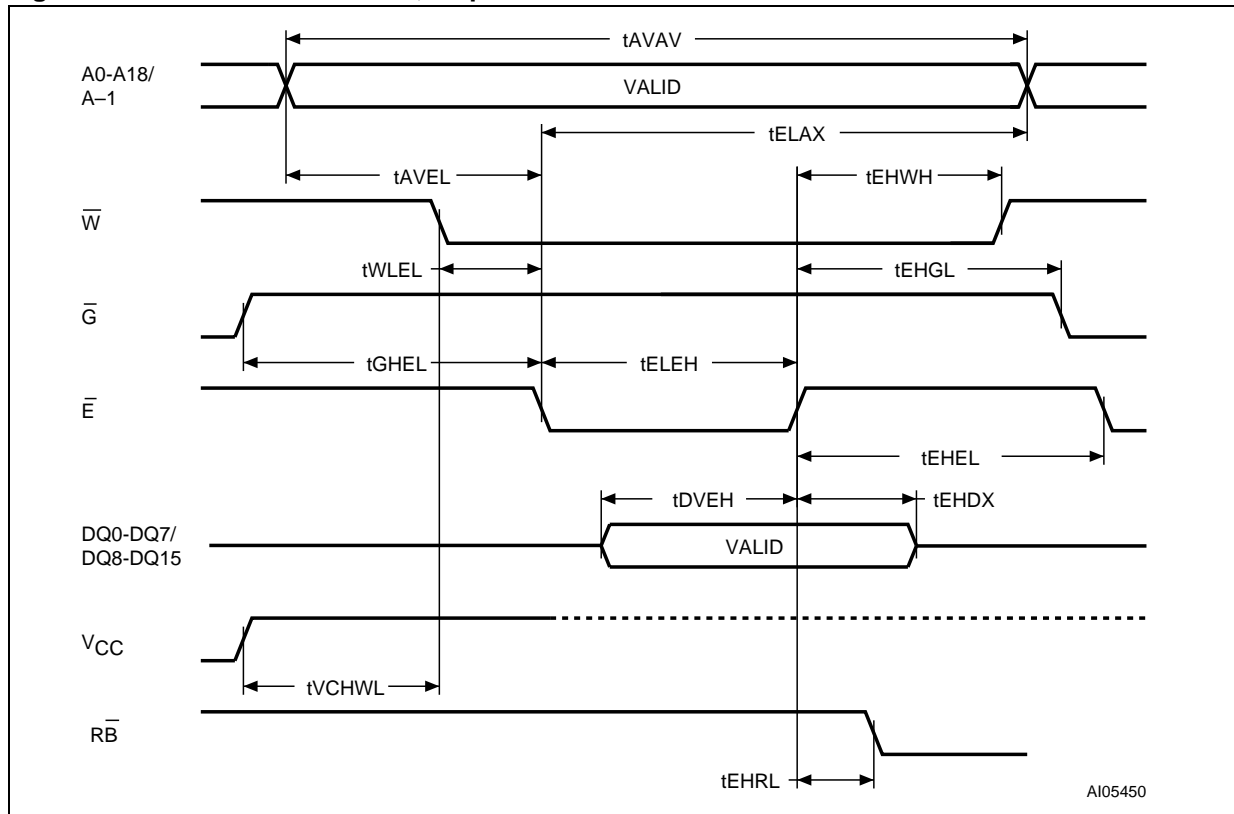 tAVAV
A0-A18/
A–1
VALID
tELAX
tAVEL
tEHWH
W̅
tWLEL
tEHGL
G̅
tGHEL
tELEH
E̅
tEHEL
tDVEH
tEHDX
DQ0-DQ7/
DQ8-DQ15
VALID
VCC
tVCHWL
RB̅
tEHRL
AI05450